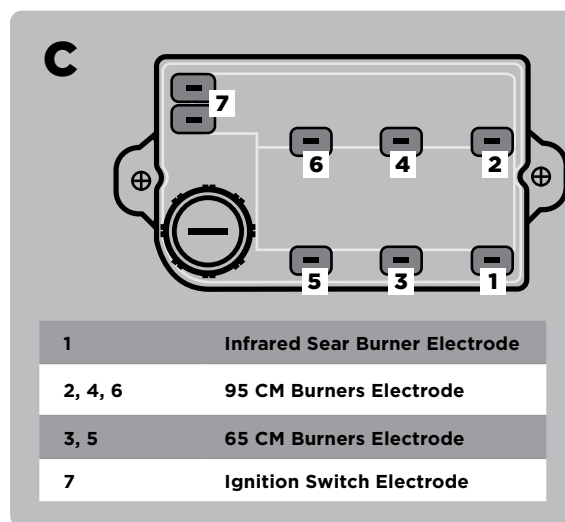 C
7
6 4 2
5 3 1
1 Infrared Sear Burner Electrode
2, 4, 6 95 CM Burners Electrode
3, 5 65 CM Burners Electrode
7 Ignition Switch Electrode